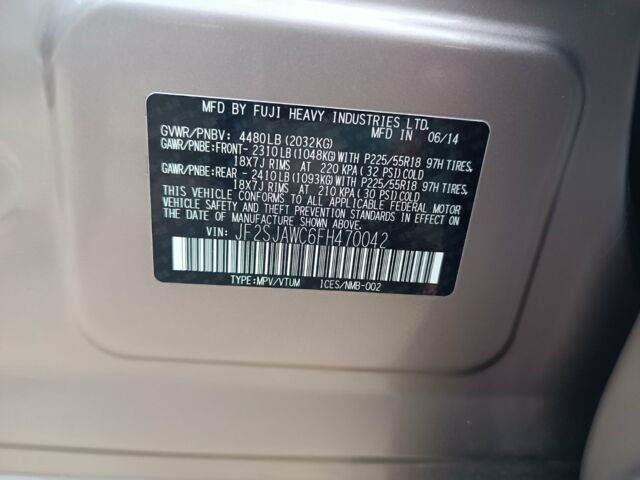 MFD BY FUJI HEAVY INDUSTRIES LTD.
MFD IN 06/14
GVWR/PNBV: 4480LB(2032KG)
GAWR/PNBE:FRONT- 2310LB(1048KG)WITH P225/55R18 97H TIRES,
18X7J RIMS AT 220 KPA(32 PSI)COLD
GAWR/PNBE:REAR - 2410LB(1093KG)WITH P225/55R18 97H TIRES,
18X7J RIMS AT 210 KPA(30 PSI)COLD
THIS VEHICLE CONFORMS TO ALL APPLICABLE FEDERAL MOTOR
VEHICLE SAFETY STANDARDS IN EFFECT ON THE DATE OF
MANUFACTURE SHOWN ABOVE.
VIN: JF2SJAWC6FH470042
TYPE:MPV/VTUM ICES/NMB-002